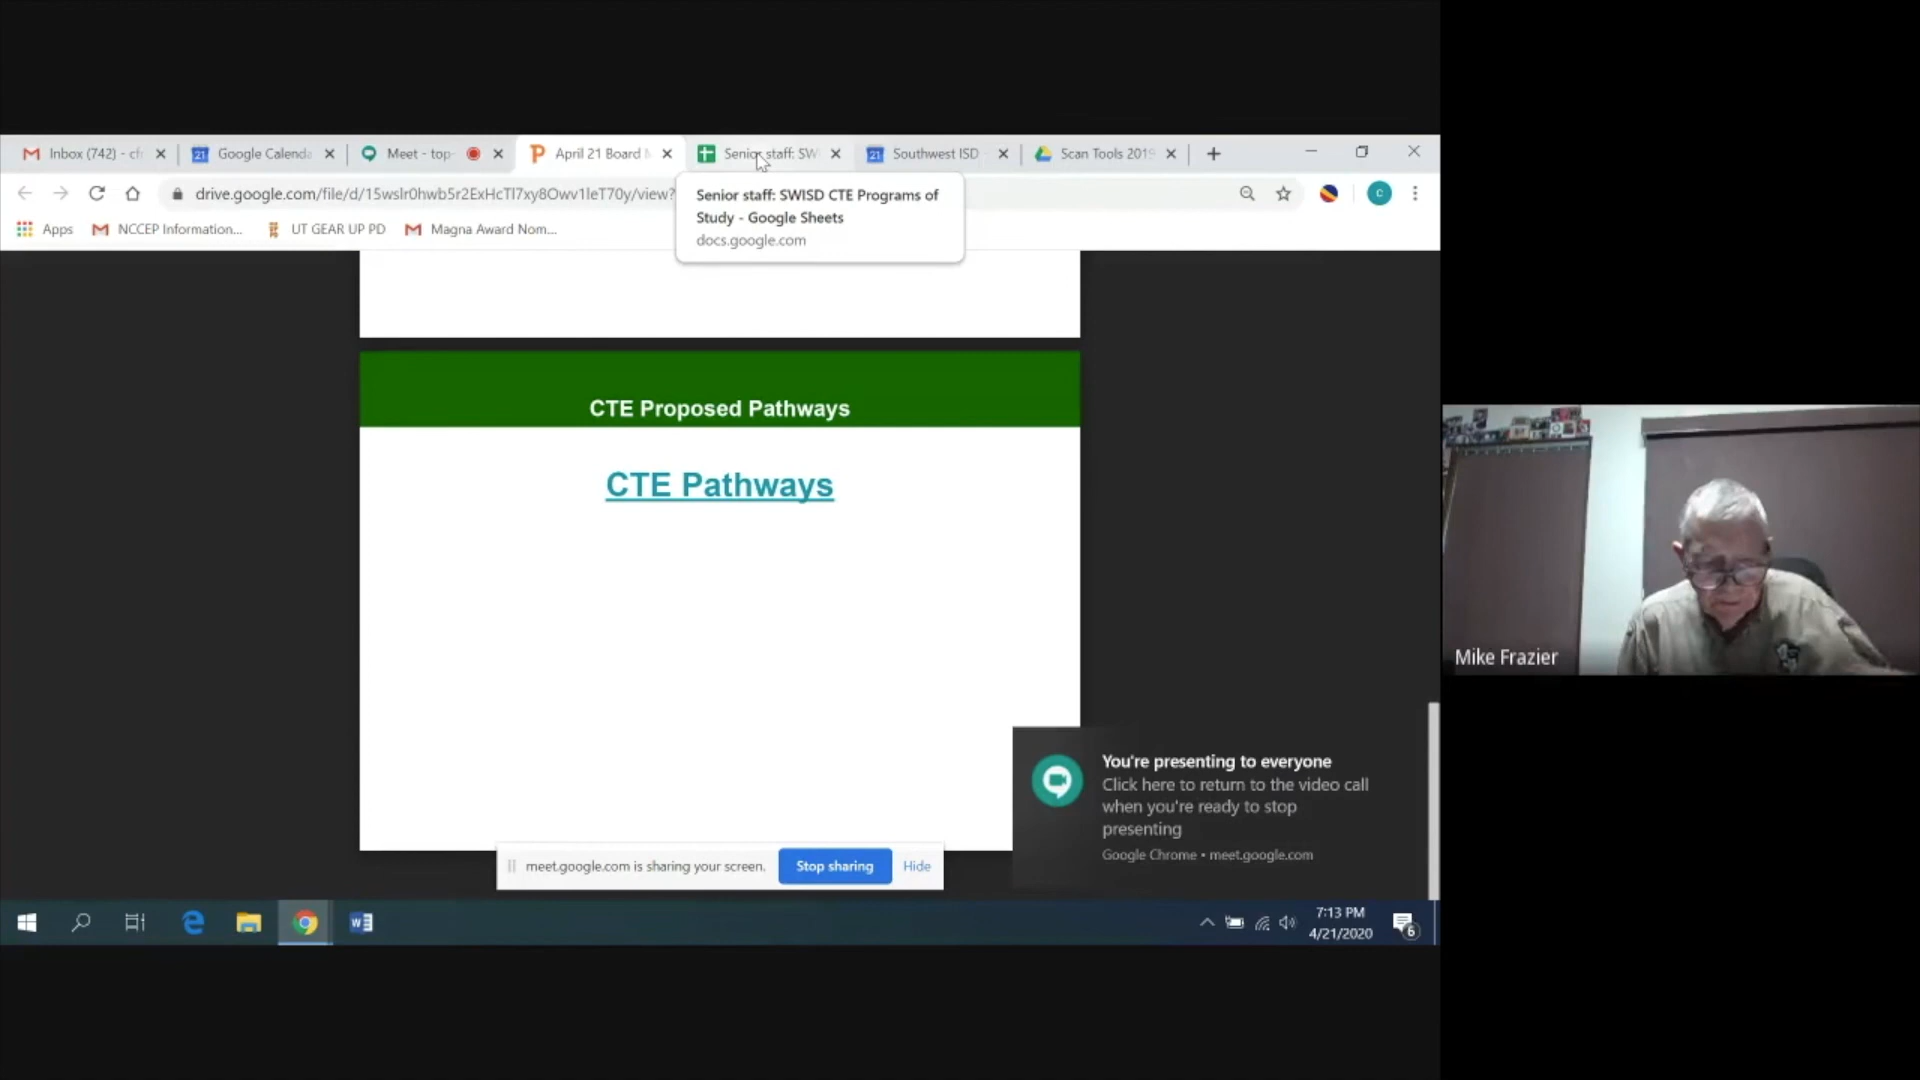 Inbox (742) - cf
Google Calenda
Meet - top-
April 21 Board
Senior staff: SW
Southwest ISD
Scan Tools 2019
drive.google.com/file/d/15wslr0hwb5r2ExHcTl7xy8Owv1leT70y/view?
C
Senior staff: SWISD CTE Programs of
Study - Google Sheets
docs.google.com
Apps
NCCEP Information...
UT GEAR UP PD
Magna Award Nom...
CTE Proposed Pathways
CTE Pathways
Mike Frazier
You're presenting to everyone
Click here to return to the video call
when you're ready to stop
presenting
Google Chrome • meet.google.com
meet.google.com is sharing your screen.
Stop sharing
Hide
7:13 PM
4/21/2020
6